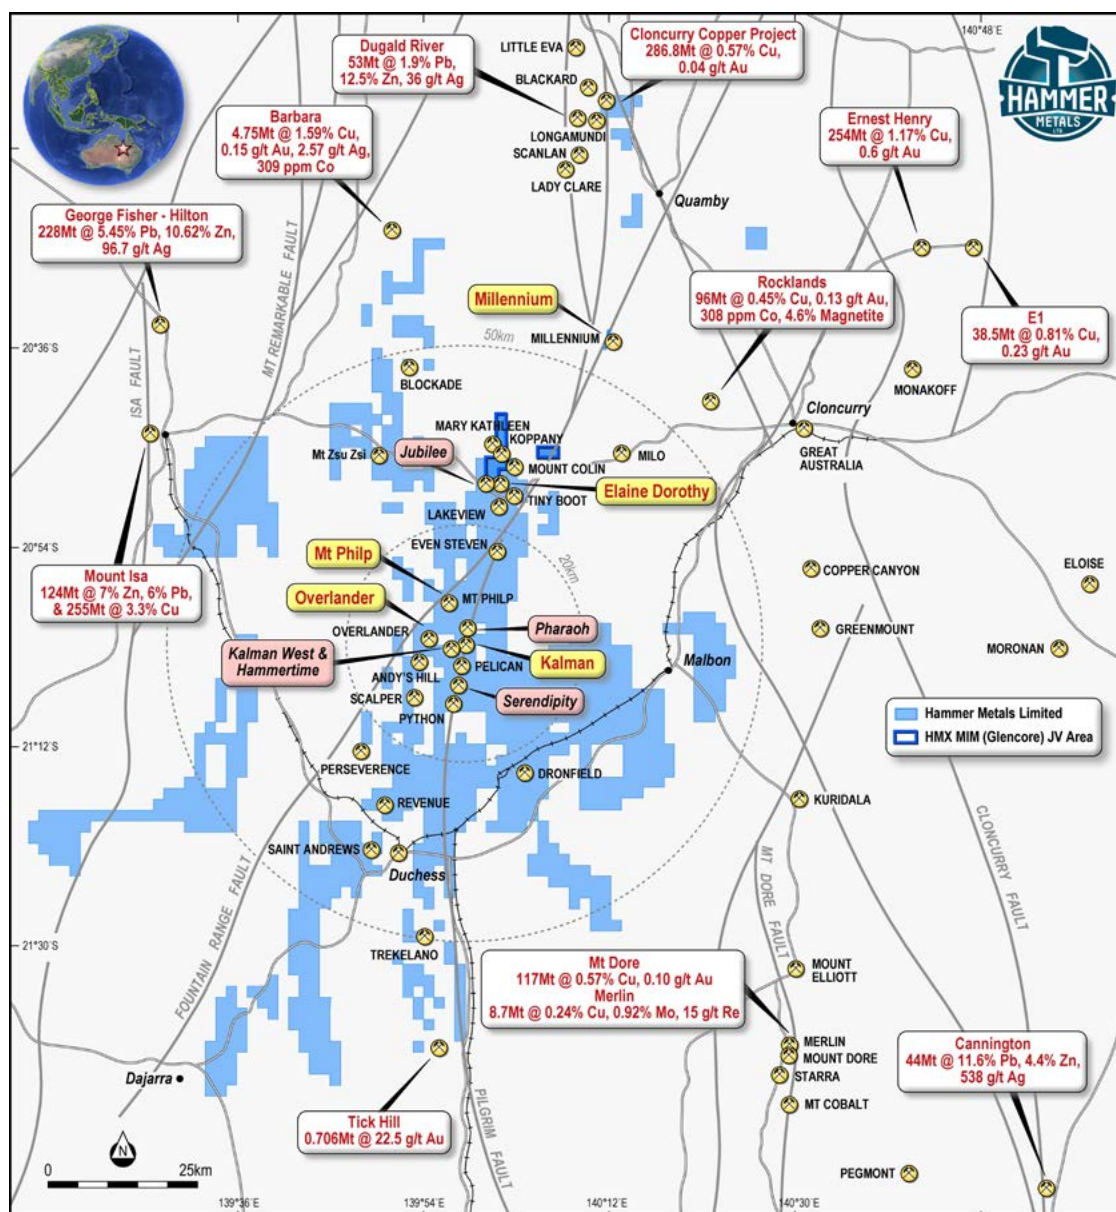 140°48´E
HAMMER
METALS
LTD
LITTLE EVA
Cloncurry Copper Project
286.8Mt @ 0.57% Cu,
0.04 g/t Au
Dugald River
53Mt @ 1.9% Pb,
12.5% Zn, 36 g/t Ag
BLACKARD
Barbara
4.75Mt @ 1.59% Cu,
0.15 g/t Au, 2.57 g/t Ag,
309 ppm Co
LONGAMUNDI
SCANLAN
LADY CLARE
Ernest Henry
254Mt @ 1.17% Cu,
0.6 g/t Au
Quamby
George Fisher - Hilton
228Mt @ 5.45% Pb, 10.62% Zn,
96.7 g/t Ag
MT REMARKABLE FAULT
Rocklands
96Mt @ 0.45% Cu, 0.13 g/t Au,
308 ppm Co, 4.6% Magnetite
Millennium
E1
38.5Mt @ 0.81% Cu,
0.23 g/t Au
50km
MILLENNIUM
20°36´S
ISA FAULT
BLOCKADE
MONAKOFF
Cloncurry
MARY KATHLEEN
KOPPANY
Jubilee
Mt Zsu Zsi
MOUNT COLIN
MILO
GREAT
AUSTRALIA
Elaine Dorothy
TINY BOOT
LAKEVIEW
20°54´S
EVEN STEVEN
20km
Mt Philp
Mount Isa
124Mt @ 7% Zn, 6% Pb,
& 255Mt @ 3.3% Cu
COPPER CANYON
ELOISE
Overlander
MT PHILP
OVERLANDER
Pharaoh
GREENMOUNT
Kalman West &
Hammertime
Kalman
MORONAN
ANDY'S HILL
PELICAN
Malbon
SCALPER
Serendipity
PYTHON
Hammer Metals Limited
HMX MIM (Glencore) JV Area
21°12´S
PERSEVERENCE
DRONFIELD
REVENUE
KURIDALA
SAINT ANDREWS
Duchess
MT DORE FAULT
CLONCURRY FAULT
FOUNTAIN RANGE FAULT
21°30´S
TREKELANO
Mt Dore
117Mt @ 0.57% Cu, 0.10 g/t Au
Merlin
8.7Mt @ 0.24% Cu, 0.92% Mo, 15 g/t Re
MOUNT
ELLIOTT
MERLIN
MOUNT DORE
STARRA
MT COBALT
Cannington
44Mt @ 11.6% Pb, 4.4% Zn,
538 g/t Ag
Dajarra
PILGRIM FAULT
Tick Hill
0.706Mt @ 22.5 g/t Au
N
0
25km
PEGMONT
139°36´E
139°54´E
140°12´E
140°30´E